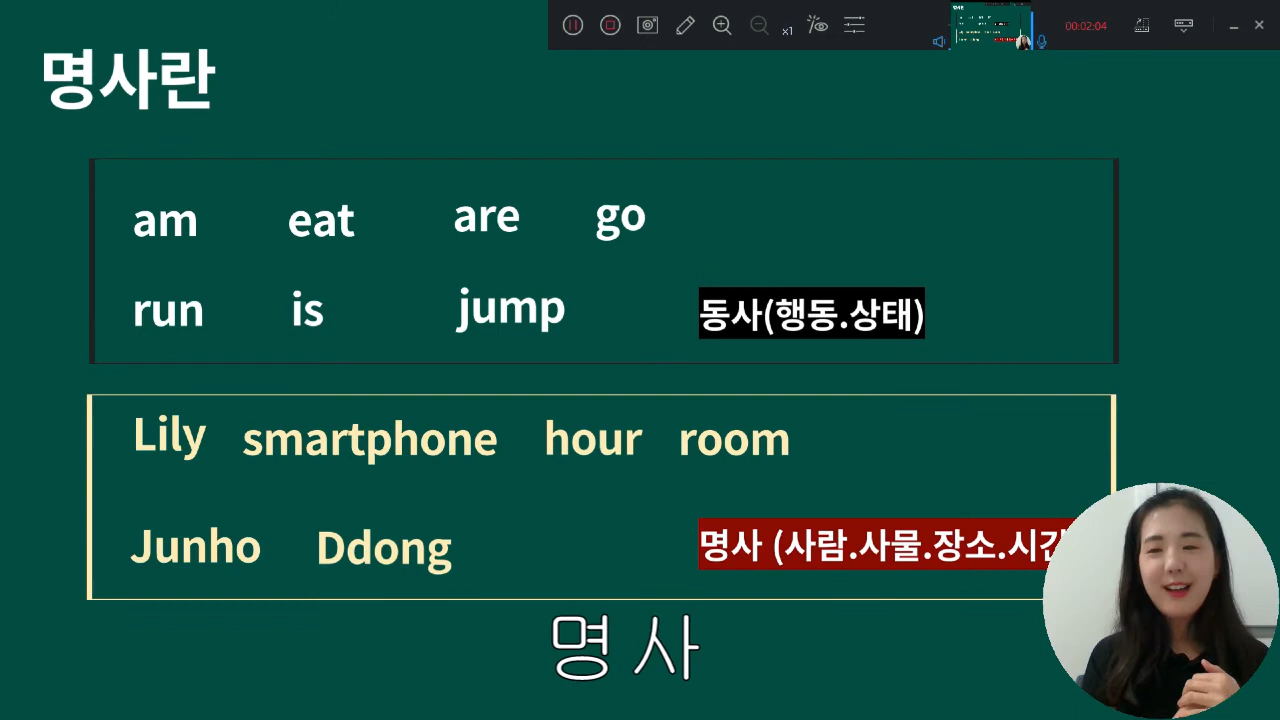 x1
00:02:04
명사란
am eat are go
run is jump
동사(행동.상태)
Lily smartphone hour room
Junho Ddong
명사 (사람.사물.장소.시간
명 사